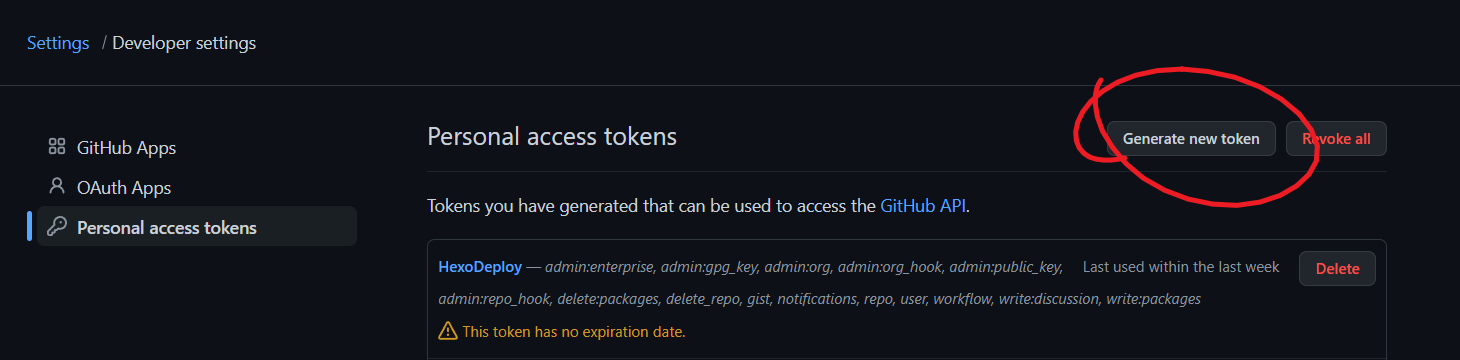 Settings / Developer settings
GitHub Apps
OAuth Apps
Personal access tokens
Personal access tokens
Generate new token
Revoke all
Tokens you have generated that can be used to access the GitHub API.
HexoDeploy — admin:enterprise, admin:gpg_key, admin:org, admin:org_hook, admin:public_key,
admin:repo_hook, delete:packages, delete_repo, gist, notifications, repo, user, workflow, write:discussion, write:packages
Last used within the last week
Delete
This token has no expiration date.